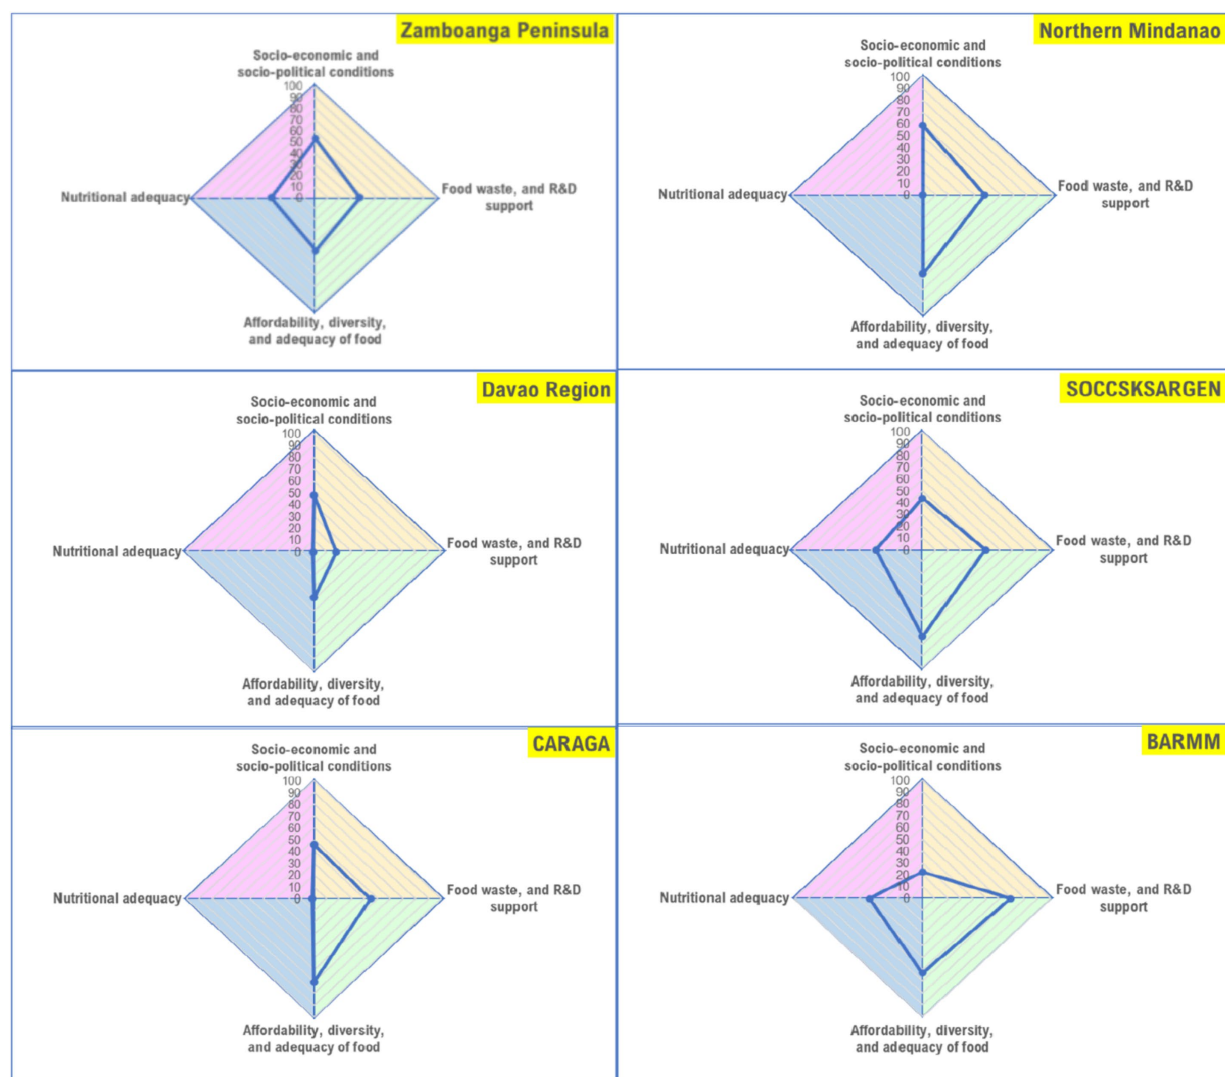 Zamboanga Peninsula
Socio-economic and
socio-political conditions
100
90
80
70
60
50
40
30
20
10
0
Nutritional adequacy
Food waste, and R&D
support
Affordability, diversity,
and adequacy of food
Northern Mindanao
Socio-economic and
socio-political conditions
100
90
80
70
60
50
40
30
20
10
0
Nutritional adequacy
Food waste, and R&D
support
Affordability, diversity,
and adequacy of food
Davao Region
Socio-economic and
socio-political conditions
100
90
80
70
60
50
40
30
20
10
0
Nutritional adequacy
Food waste, and R&D
support
Affordability, diversity,
and adequacy of food
SOCCSKSARGEN
Socio-economic and
socio-political conditions
100
90
80
70
60
50
40
30
20
10
0
Nutritional adequacy
Food waste, and R&D
support
Affordability, diversity,
and adequacy of food
CARAGA
Socio-economic and
socio-political conditions
100
90
80
70
60
50
40
30
20
10
0
Nutritional adequacy
Food waste, and R&D
support
Affordability, diversity,
and adequacy of food
BARMM
Socio-economic and
socio-political conditions
100
90
80
70
60
50
40
30
20
10
0
Nutritional adequacy
Food waste, and R&D
support
Affordability, diversity,
and adequacy of food